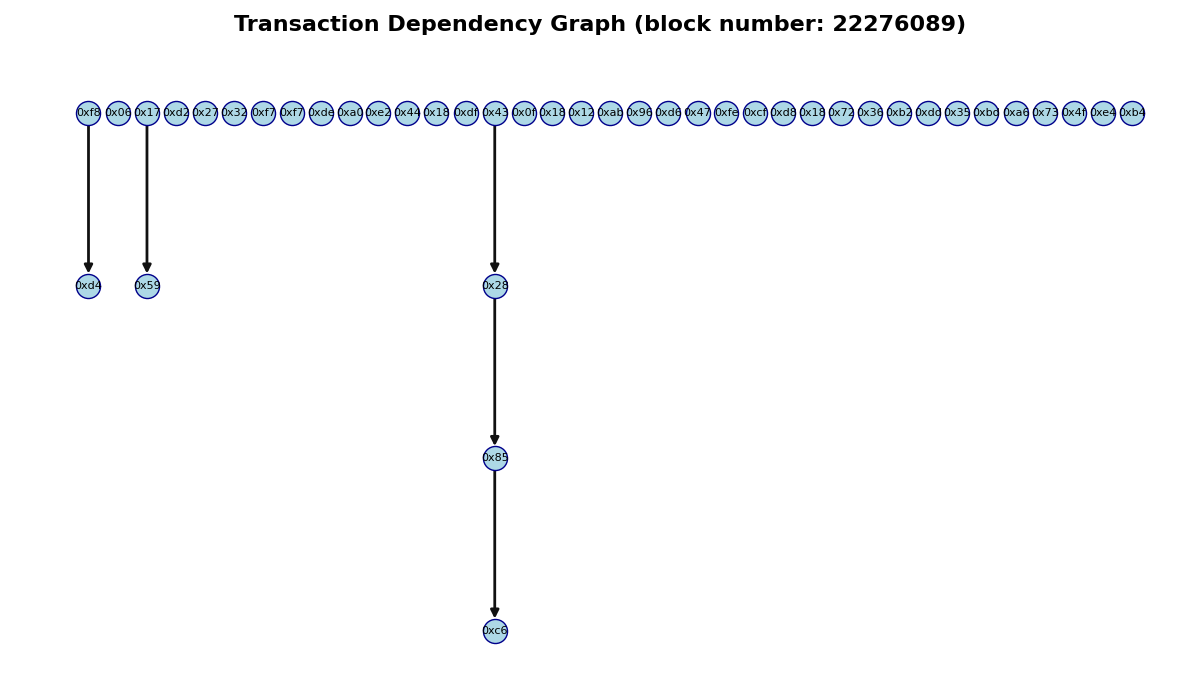 Transaction Dependency Graph (block number: 22276089)
0xf8 0x06 0x17 0xd2 0x27 0x32 0xf7 0xf7 0xde 0xa0 0xe2 0x44 0x18 0xdf 0x43 0x0f 0x18 0x12 0xab 0x96 0xd6 0x47 0xfe 0xcf 0xd8 0x18 0x72 0x36 0xb2 0xdd 0x35 0xbd 0xa6 0x73 0x4f 0xe4 0xb4
0xd4 0x59 0x28
0x85
0xc6